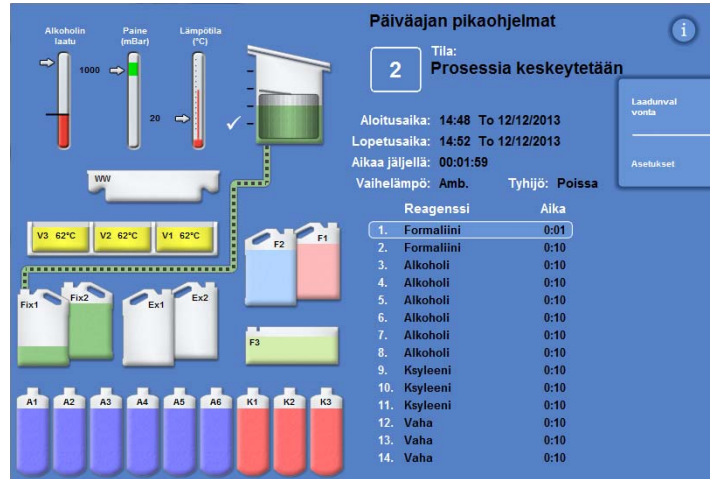 Päiväajan pikaohjelmat
i
Alkoholin
laatu
Paine
(mBar)
Lämpötila
(°C)
1000
20
2
Tila:
Prosessia keskeytetään
Laadunval
vonta
Asetukset
Aloitusaika: 14:48 To 12/12/2013
Lopetusaika: 14:52 To 12/12/2013
Aikaa jäljellä: 00:01:59
Vaihelämpö: Amb. Tyhijö: Poissa
Reagenssi Aika
1. Formaliini 0:01
2. Formaliini 0:10
3. Alkoholi 0:10
4. Alkoholi 0:10
5. Alkoholi 0:10
6. Alkoholi 0:10
7. Alkoholi 0:10
8. Alkoholi 0:10
9. Ksyleeni 0:10
10. Ksyleeni 0:10
11. Ksyleeni 0:10
12. Vaha 0:10
13. Vaha 0:10
14. Vaha 0:10
WW
V3 62°C V2 62°C V1 62°C
F2 F1
Fix1 Fix2 Ex1 Ex2
F3
A1 A2 A3 A4 A5 A6 K1 K2 K3